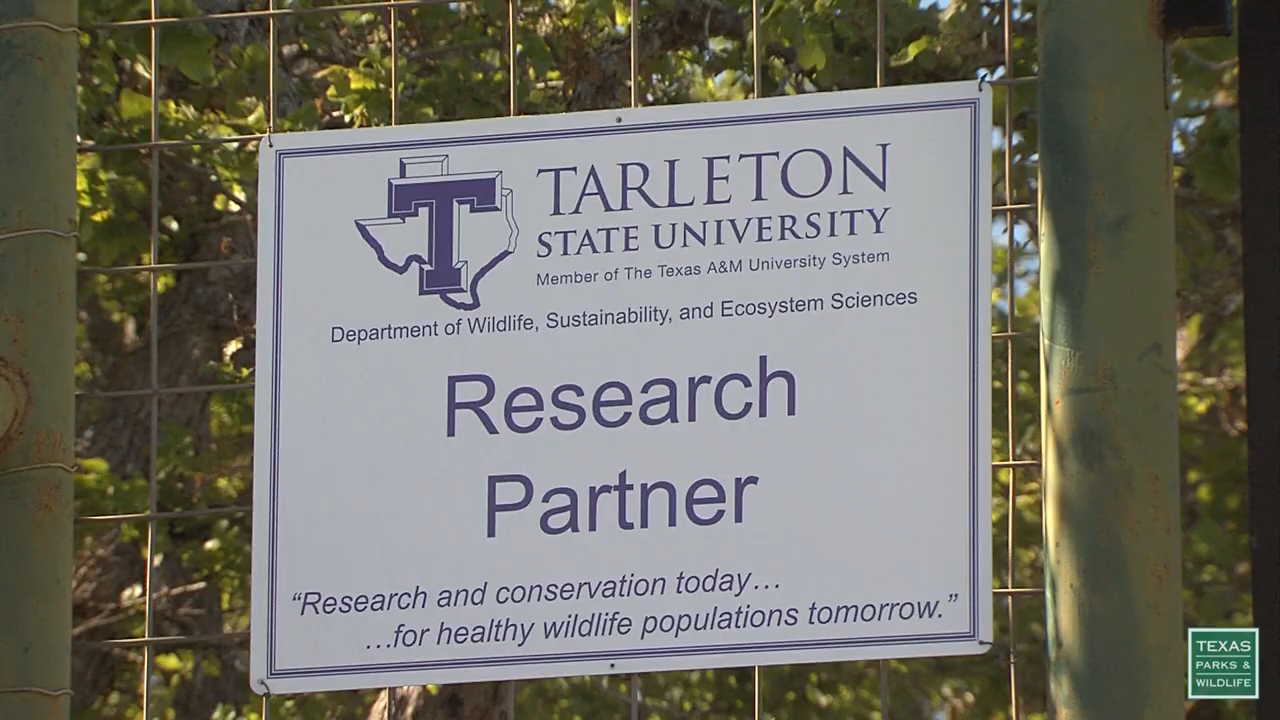 T
TARLETON
STATE UNIVERSITY
Member of The Texas A&M University System
Department of Wildlife, Sustainability, and Ecosystem Sciences
Research
Partner
“Research and conservation today…
…for healthy wildlife populations tomorrow.”
TEXAS
PARKS &
WILDLIFE